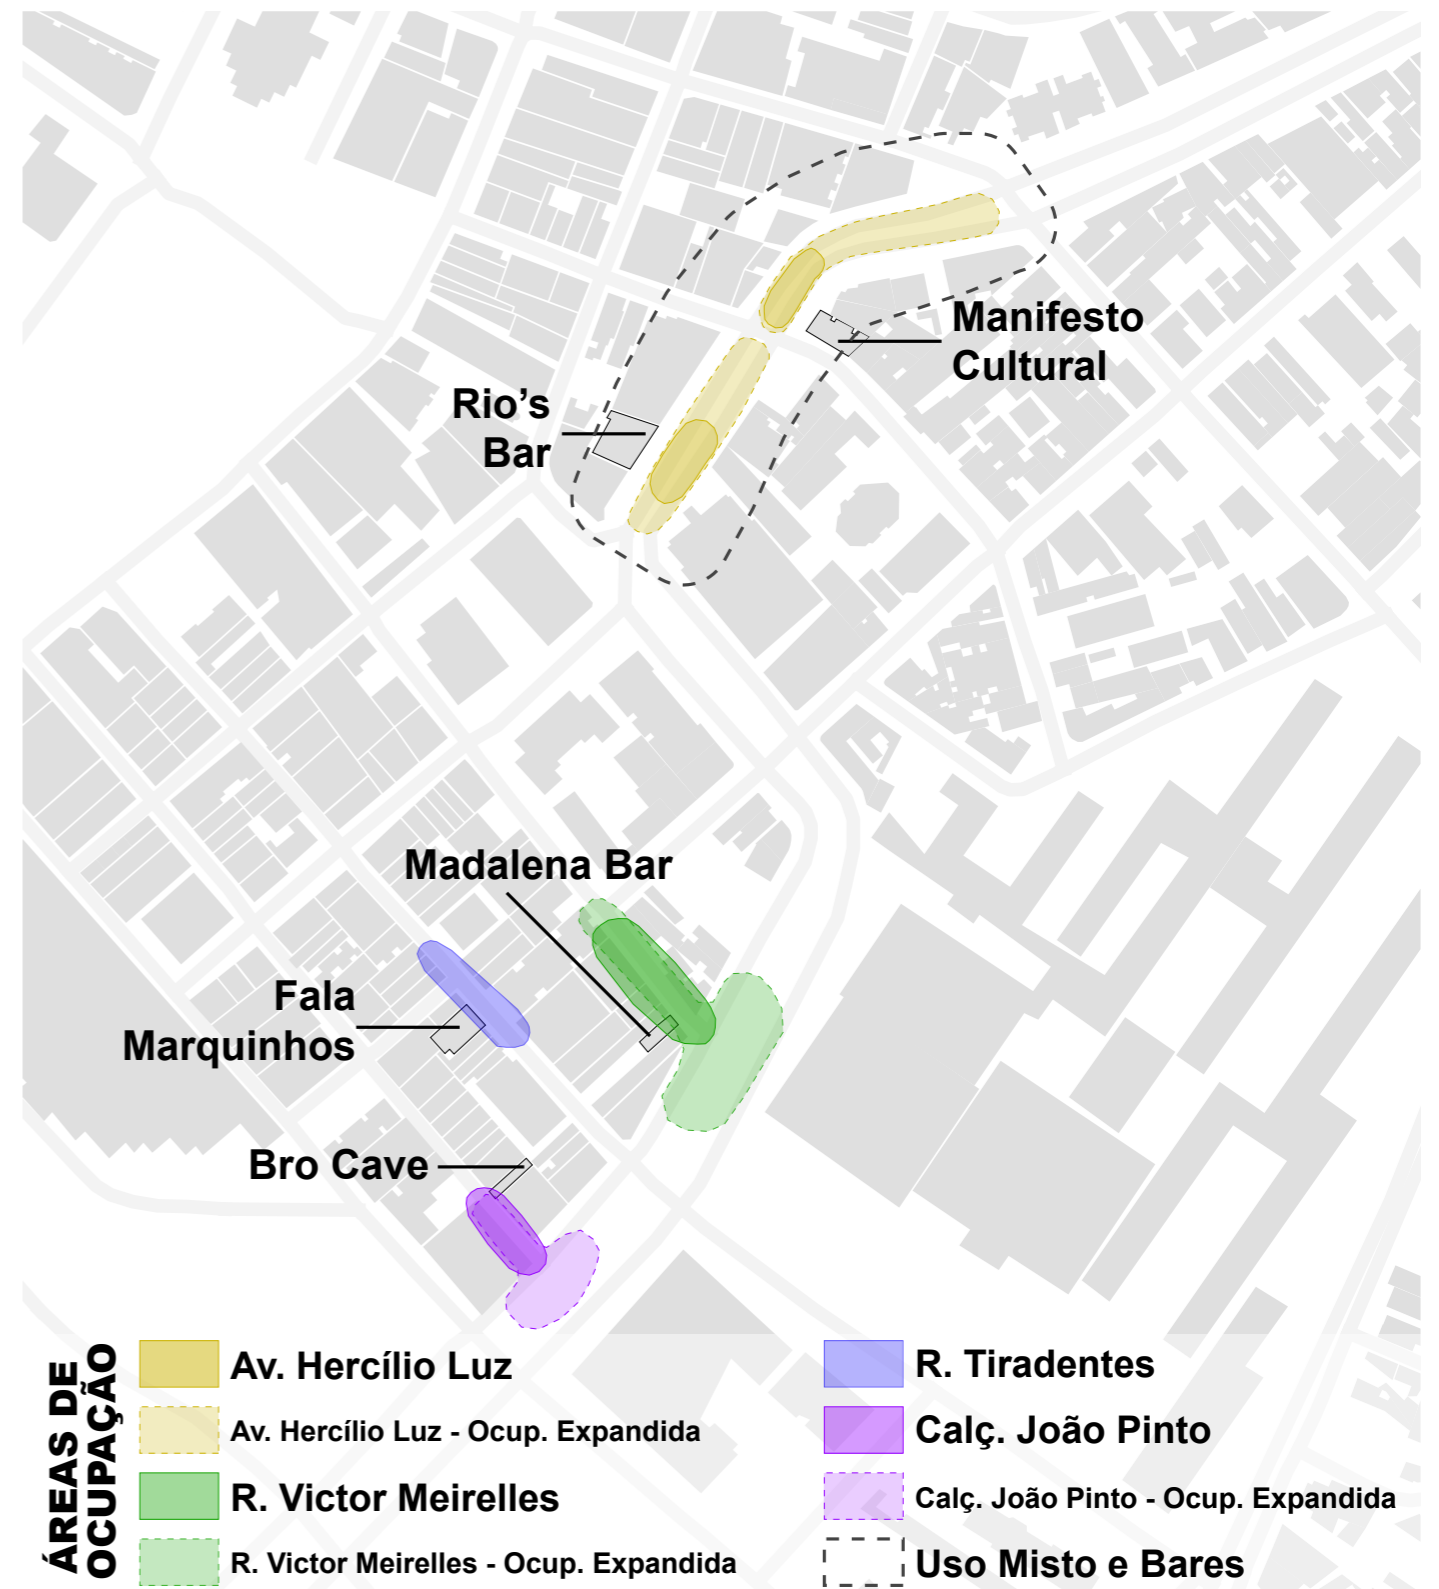 Manifesto
Cultural
Rio’s
Bar
Madalena Bar
Fala
Marquinhos
Bro Cave
ÁREAS DE
OCUPAÇÃO
Av. Hercílio Luz
Av. Hercílio Luz - Ocup. Expandida
R. Victor Meirelles
R. Victor Meirelles - Ocup. Expandida
R. Tiradentes
Calç. João Pinto
Calç. João Pinto - Ocup. Expandida
Uso Misto e Bares